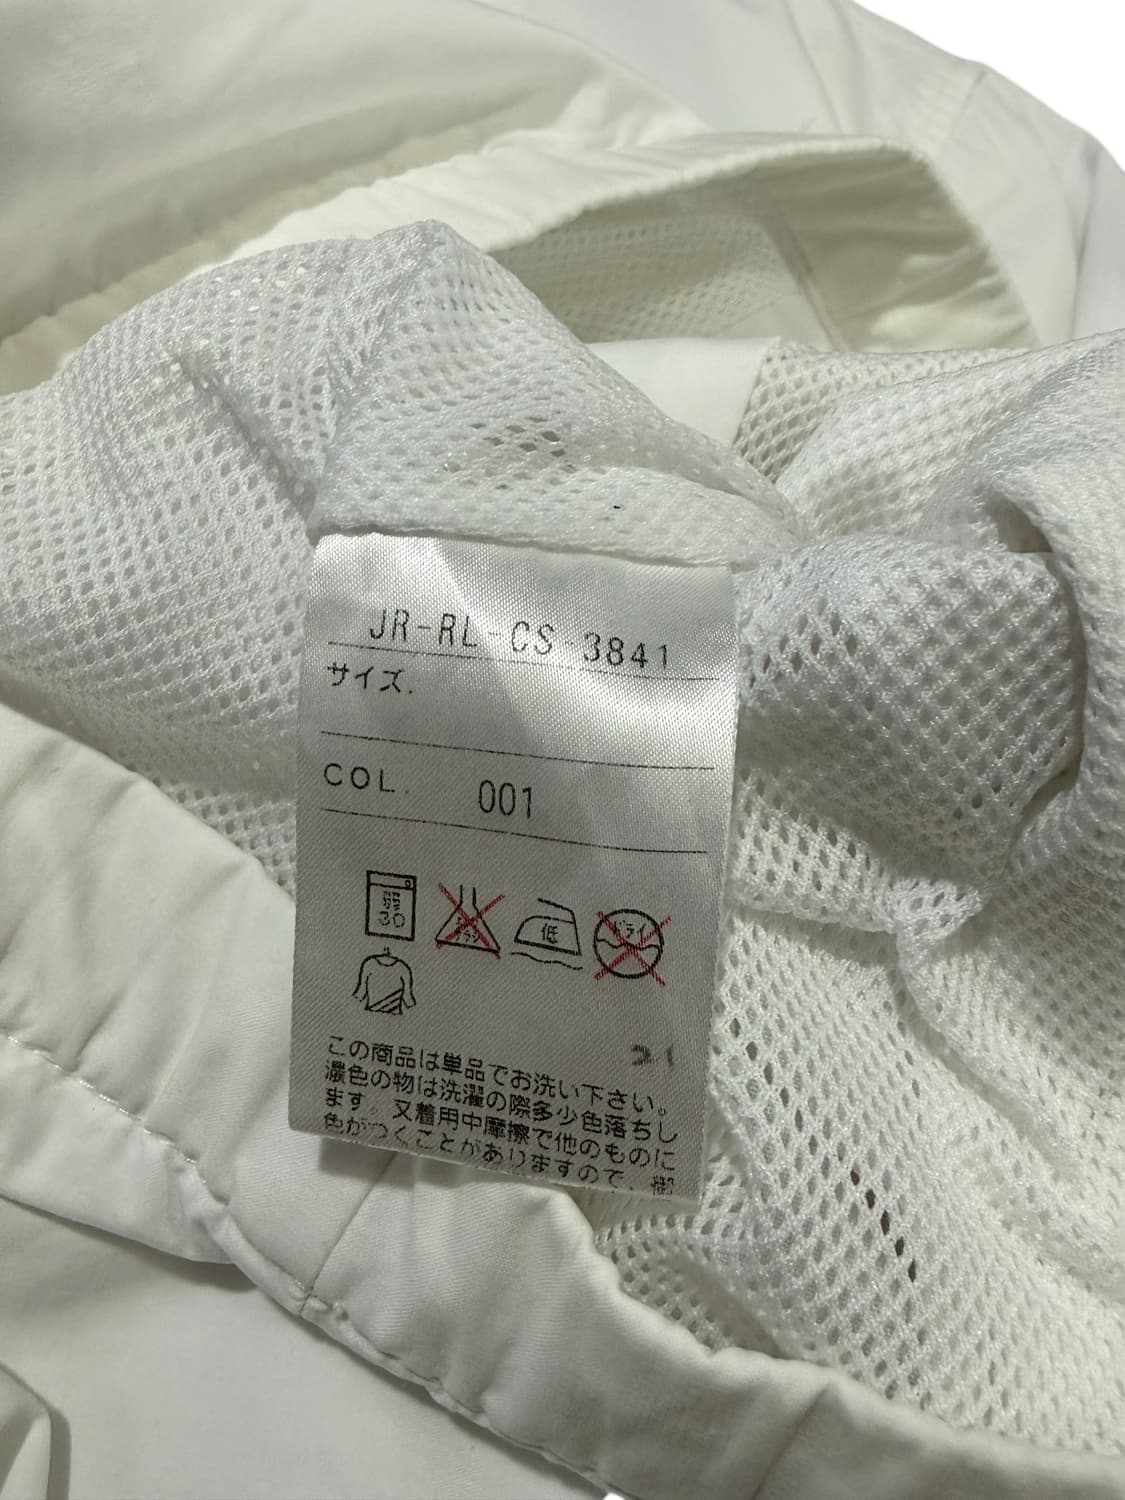 JR-RL-CS-3841
サイズ.
COL. 001
弱
30
低
ドライ
21
この商品は単品でお洗い下さい。
濃色の物は洗濯の際多少色落ちし
ます。又着用中摩擦で他のものに
色がつくことがありますので、御